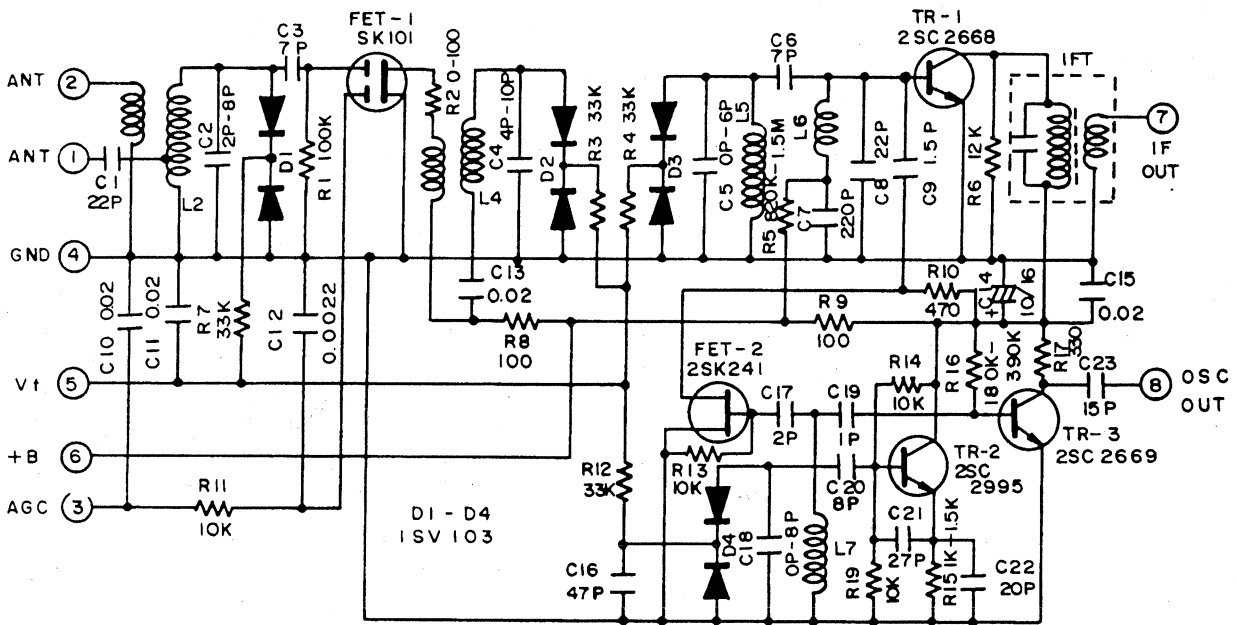 FET-1
SK101
TR-1
2SC2668
C3
7P
C6
7P
1FT
ANT 2
ANT 1
C1
22P
L2
C2
2P-8P
D1
R1 100K
R2 0-100
L4
C4
4P-10P
D2
R3 33K
R4 33K
D3
C5 0P-6P
L5
R5 820K-1.5M
L6
C7
220P
C8 22P
C9 1.5P
R6 12K
7
IF
OUT
GND 4
C10 0.02
C11 0.02
R7
33K
C12
0.022
C13
0.02
R8
100
R9
100
R10
470
+C14
10/16
C15
0.02
Vt 5
FET-2
2SK241
C17
2P
C19
1P
R14
10K
R16
180K-
390K
R17
330
C23
15P
8 OSC
OUT
TR-3
2SC2669
+B 6
R13
10K
R12
33K
C20
8P
TR-2
2SC
2995
AGC 3
R11
10K
D1-D4
1SV103
C16
47P
D4
C18
0P-8P
L7
C21
27P
R19
10K
R15 1K-1.5K
C22
20P